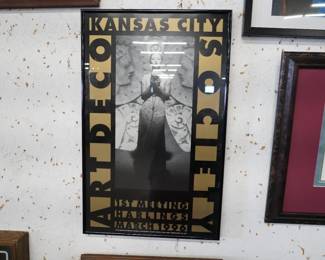 KANSAS CITY
ART DECO
SOCIETY
1ST MEETING
HARLINGS
MARCH 1996